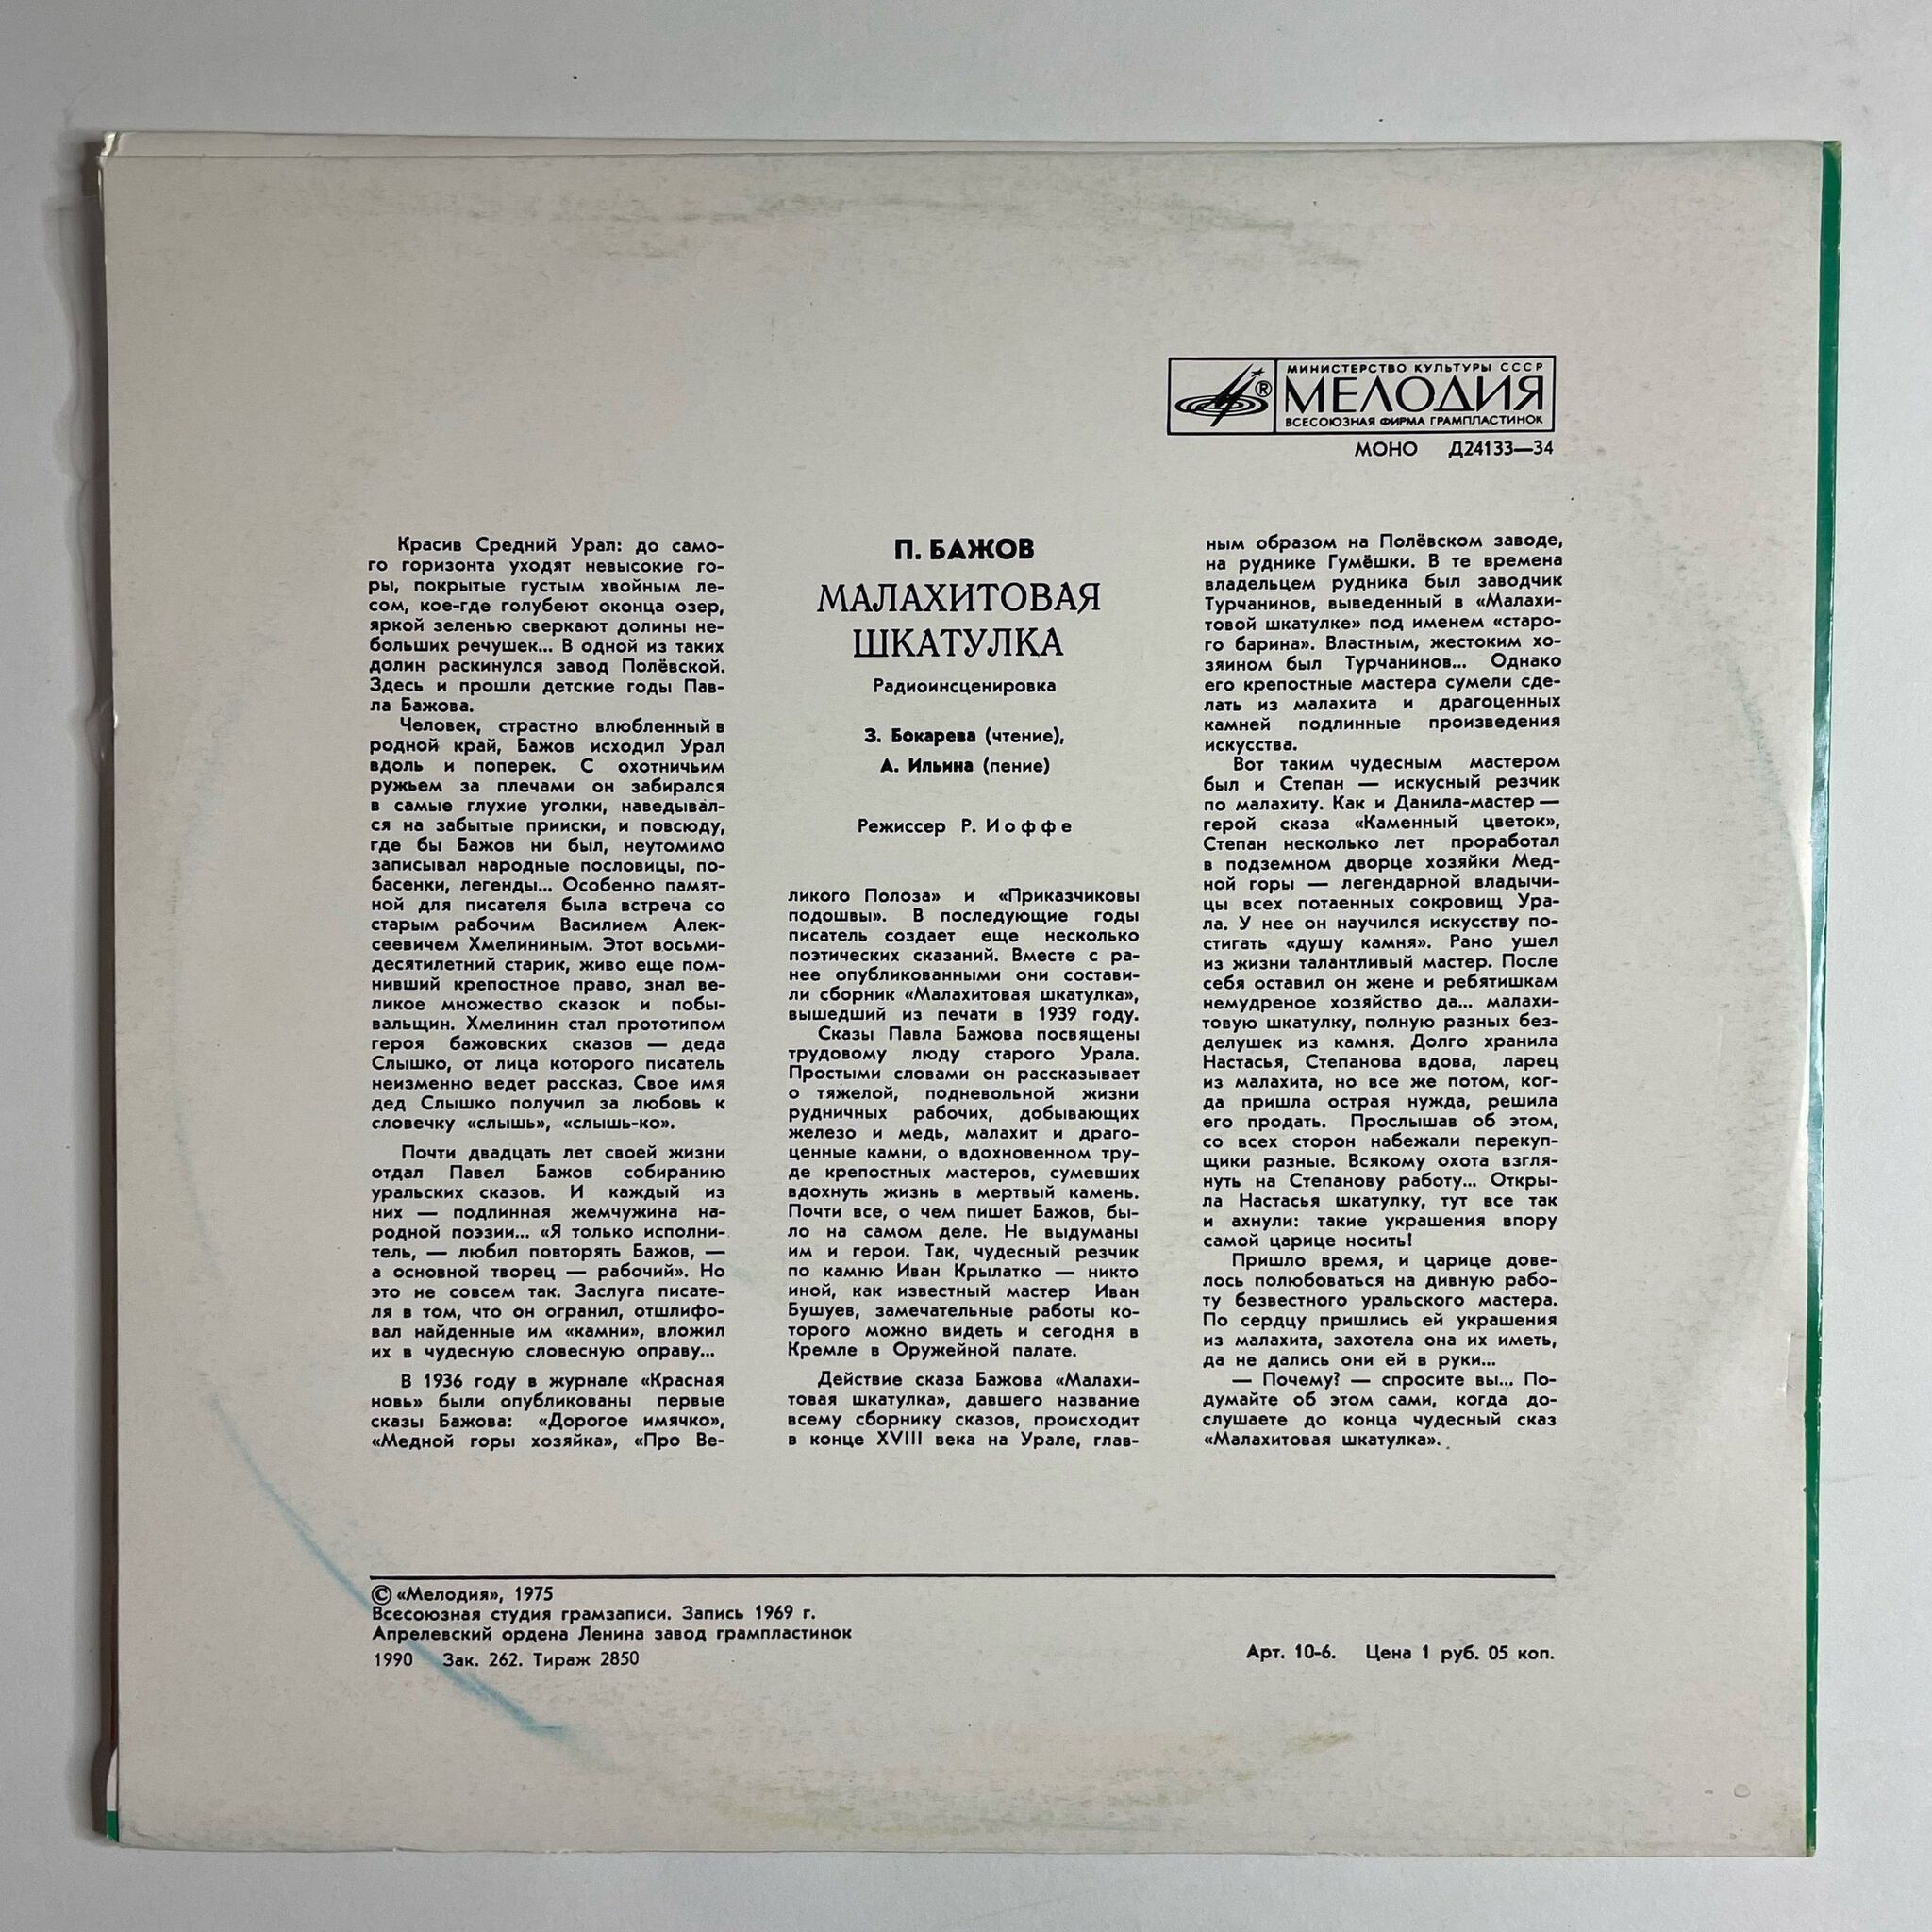 МИНИСТЕРСТВО КУЛЬТУРЫ СССР
МЕЛОДИЯ
ВСЕСОЮЗНАЯ ФИРМА ГРАМПЛАСТИНОК
МОНО Д24133—34
Красив Средний Урал: до само-
го горизонта уходят невысокие го-
ры, покрытые густым хвойным ле-
сом, кое-где голубеют оконца озер,
яркой зеленью сверкают долины не-
больших речушек... В одной из таких
долин раскинулся завод Полёвской.
Здесь и прошли детские годы Пав-
ла Бажова.
Человек, страстно влюбленный в
родной край, Бажов исходил Урал
вдоль и поперек. С охотничьим
ружьем за плечами он забирался
в самые глухие уголки, наведывал-
ся на забытые прииски, и повсюду,
где бы Бажов ни был, неутомимо
записывал народные пословицы, по-
басенки, легенды... Особенно памят-
ной для писателя была встреча со
старым рабочим Василием Алек-
сеевичем Хмелининым. Этот восьми-
десятилетний старик, живо еще пом-
нивший крепостное право, знал ве-
ликое множество сказок и побы-
вальщин. Хмелинин стал прототипом
героя бажовских сказов — деда
Слышко, от лица которого писатель
неизменно ведет рассказ. Свое имя
дед Слышко получил за любовь к
словечку «слышь», «слышь-ко».
Почти двадцать лет своей жизни
отдал Павел Бажов собиранию
уральских сказов. И каждый из
них — подлинная жемчужина на-
родной поэзии... «Я только исполни-
тель, — любил повторять Бажов, —
а основной творец — рабочий». Но
это не совсем так. Заслуга писате-
ля в том, что он огранил, отшлифо-
вал найденные им «камни», вложил
их в чудесную словесную оправу...
В 1936 году в журнале «Красная
новь» были опубликованы первые
сказы Бажова: «Дорогое имячко»,
«Медной горы хозяйка», «Про Ве-
П. БАЖОВ
МАЛАХИТОВАЯ
ШКАТУЛКА
Радиоинсценировка
З. Бокарева (чтение),
А. Ильина (пение)
Режиссер Р. Иоффе
ликого Полоза» и «Приказчиковы
подошвы». В последующие годы
писатель создает еще несколько
поэтических сказаний. Вместе с ра-
нее опубликованными они состави-
ли сборник «Малахитовая шкатулка»,
вышедший из печати в 1939 году.
Сказы Павла Бажова посвящены
трудовому люду старого Урала.
Простыми словами он рассказывает
о тяжелой, подневольной жизни
рудничных рабочих, добывающих
железо и медь, малахит и драго-
ценные камни, о вдохновенном тру-
де крепостных мастеров, сумевших
вдохнуть жизнь в мертвый камень.
Почти все, о чем пишет Бажов, бы-
ло на самом деле. Не выдуманы
им и герои. Так, чудесный резчик
по камню Иван Крылатко — никто
иной, как известный мастер Иван
Бушуев, замечательные работы ко-
торого можно видеть и сегодня в
Кремле в Оружейной палате.
Действие сказа Бажова «Малахи-
товая шкатулка», давшего название
всему сборнику сказов, происходит
в конце XVIII века на Урале, глав-
ным образом на Полёвском заводе,
на руднике Гумёшки. В те времена
владельцем рудника был заводчик
Турчанинов, выведенный в «Малахи-
товой шкатулке» под именем «старо-
го барина». Властным, жестоким хо-
зяином был Турчанинов... Однако
его крепостные мастера сумели сде-
лать из малахита и драгоценных
камней подлинные произведения
искусства.
Вот таким чудесным мастером
был и Степан — искусный резчик
по малахиту. Как и Данила-мастер —
герой сказа «Каменный цветок»,
Степан несколько лет проработал
в подземном дворце хозяйки Мед-
ной горы — легендарной владычи-
цы всех потаенных сокровищ Ура-
ла. У нее он научился искусству по-
стигать «душу камня». Рано ушел
из жизни талантливый мастер. После
себя оставил он жене и ребятишкам
немудреное хозяйство да... малахи-
товую шкатулку, полную разных без-
делушек из камня. Долго хранила
Настасья, Степанова вдова, ларец
из малахита, но все же потом, ког-
да пришла острая нужда, решила
его продать. Прослышав об этом,
со всех сторон набежали перекуп-
щики разные. Всякому охота взгля-
нуть на Степанову работу... Откры-
ла Настасья шкатулку, тут все так
и ахнули: такие украшения впору
самой царице носить!
Пришло время, и царице дове-
лось полюбоваться на дивную рабо-
ту безвестного уральского мастера.
По сердцу пришлись ей украшения
из малахита, захотела она их иметь,
да не дались они ей в руки...
— Почему? — спросите вы... По-
думайте об этом сами, когда до-
слушаете до конца чудесный сказ
«Малахитовая шкатулка».
© «Мелодия», 1975
Всесоюзная студия грамзаписи. Запись 1969 г.
Апрелевский ордена Ленина завод грампластинок
1990 Зак. 262. Тираж 2850
Арт. 10-6. Цена 1 руб. 05 коп.